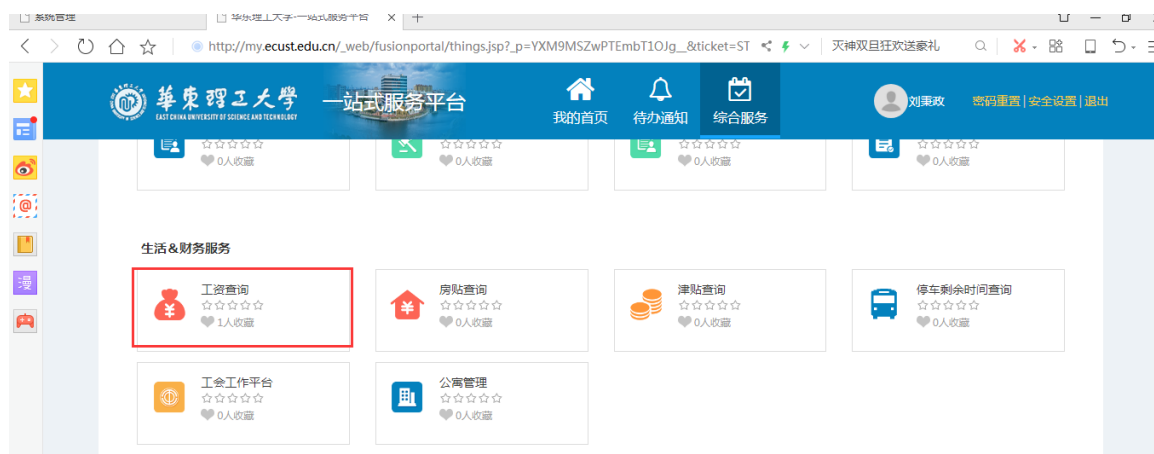 系统管理
华东理工大学-一站式服务平台
http://my.ecust.edu.cn/_web/fusionportal/things.jsp?_p=YXM9MSZwPTEmbT1OJg__&ticket=ST
灭神双旦狂欢送豪礼
華東理工大學
EAST CHINA UNIVERSITY OF SCIENCE AND TECHNOLOGY
一站式服务平台
我的首页
待办通知
综合服务
刘秉政
密码重置|安全设置|退出
0人收藏
0人收藏
0人收藏
0人收藏
生活&财务服务
工资查询
1人收藏
房贴查询
0人收藏
津贴查询
0人收藏
停车剩余时间查询
0人收藏
工会工作平台
0人收藏
公寓管理
0人收藏
漫